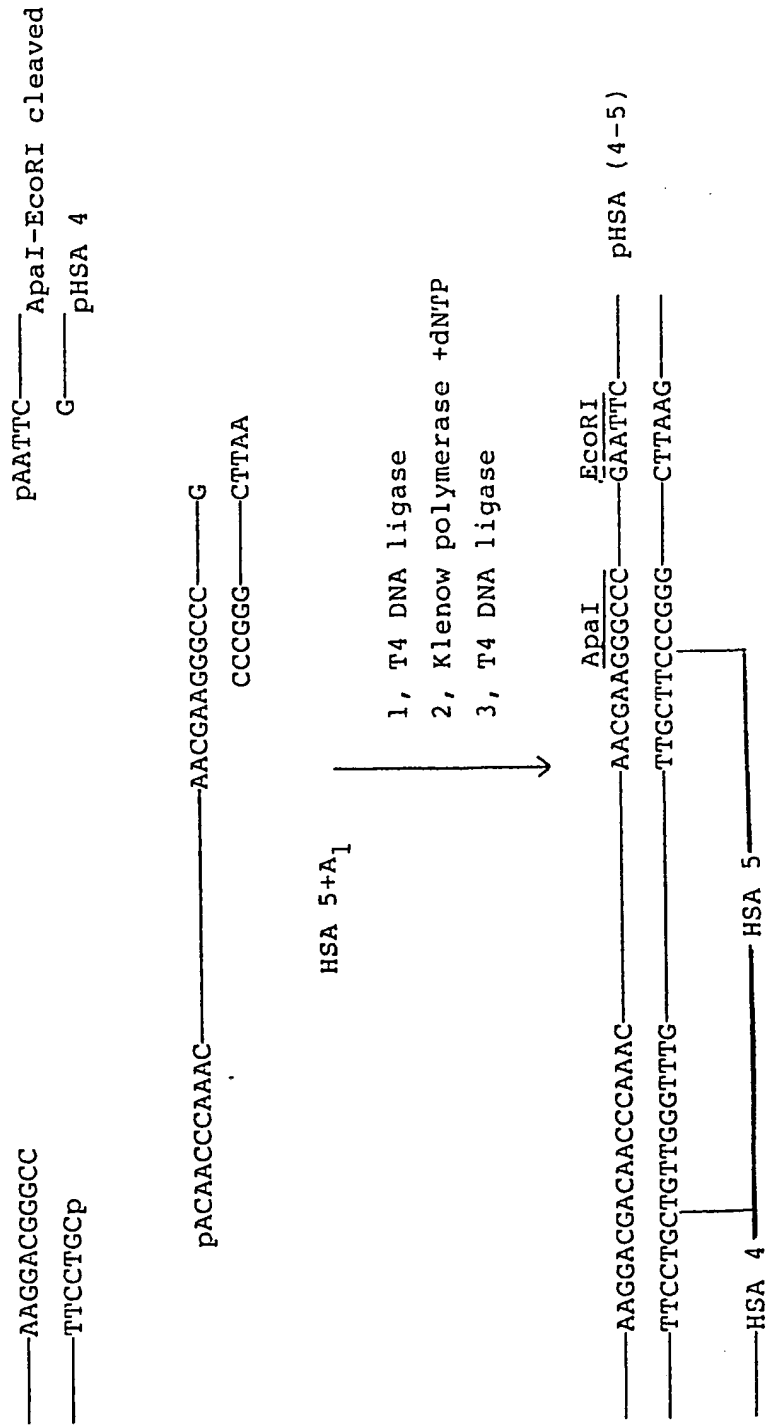 AAGGACGGGCC pAATTC ApaI-EcoRI cleaved
TTCCTGCp G pHSA 4
pACAACCCAAAC AACGAAGGGCCC G
CCCGGG CTTAA
HSA 5+A1
1, T4 DNA ligase
2, Klenow polymerase +dNTP
3, T4 DNA ligase
ApaI EcoRI
AAGGACGACAACCCAAAC AACGAAGGGCCC GAATTC
pHSA (4-5)
TTCCTGCTGTTGGGTTTG TTGCTTCCCGGG CTTAAG
HSA 4 HSA 5